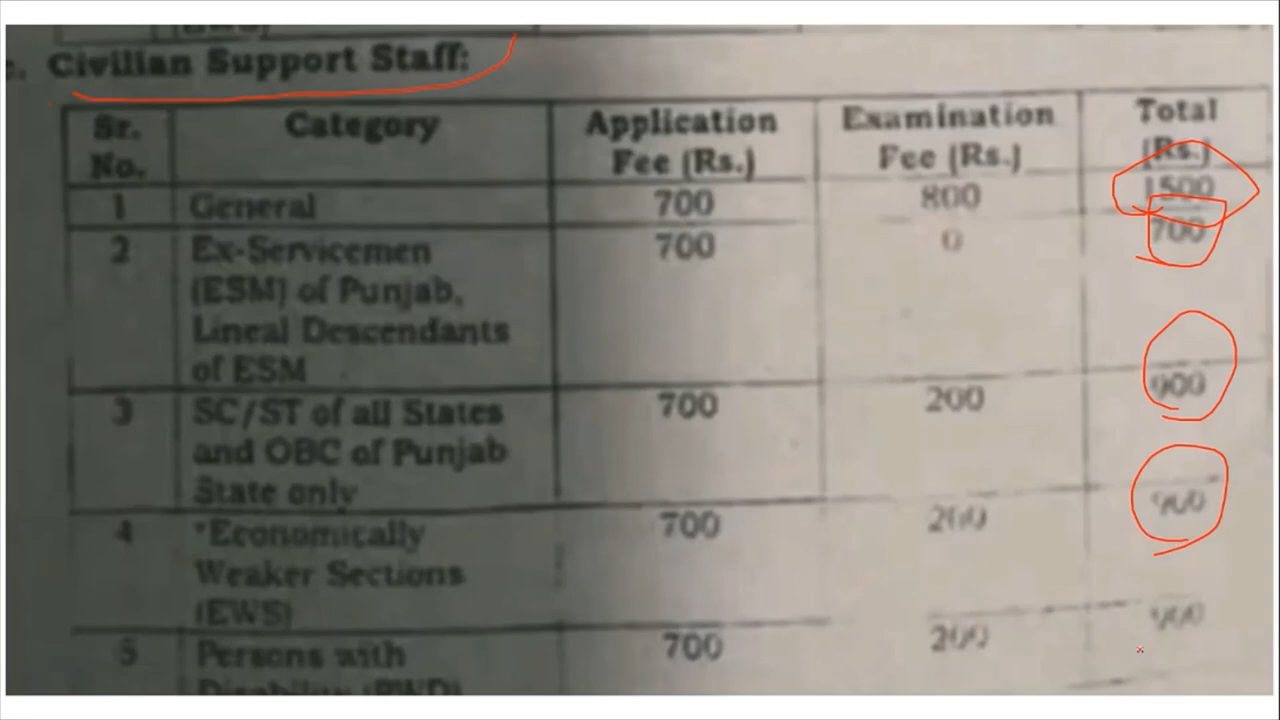 c. Civilian Support Staff:
Sr. No. Category Application Fee (Rs.) Examination Fee (Rs.) Total (Rs.)
1 General 700 800 1500
2 Ex-Servicemen 700 0 700
(ESM) of Punjab,
Lineal Descendants
of ESM
3 SC/ST of all States 700 200 900
and OBC of Punjab
State only
4 *Economically 700 200 900
Weaker Sections
(EWS)
5 Persons with 700 200 900
Disability (PWD)